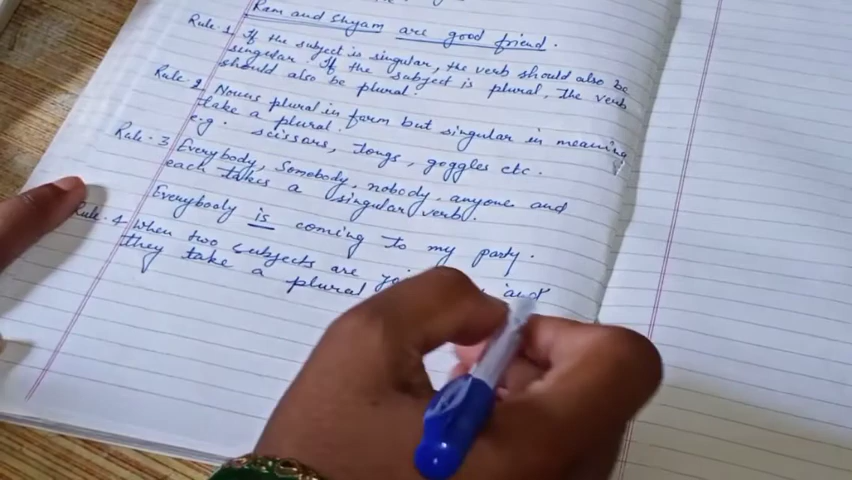 Ram and Shyam are good friend.
Rule. 1 If the subject is singular, the verb should also be
singular. If the subject is plural, the verb
should also be plural.
Rule. 2 Nouns plural in form but singular in meaning
take a plural.
e.g. scissors, tongs, goggles etc.
Rule. 3 Everybody, Somebody, nobody, anyone and
each takes a singular verb.
Everybody is coming to my party.
Rule. 4 When two subjects are and
they take a plural